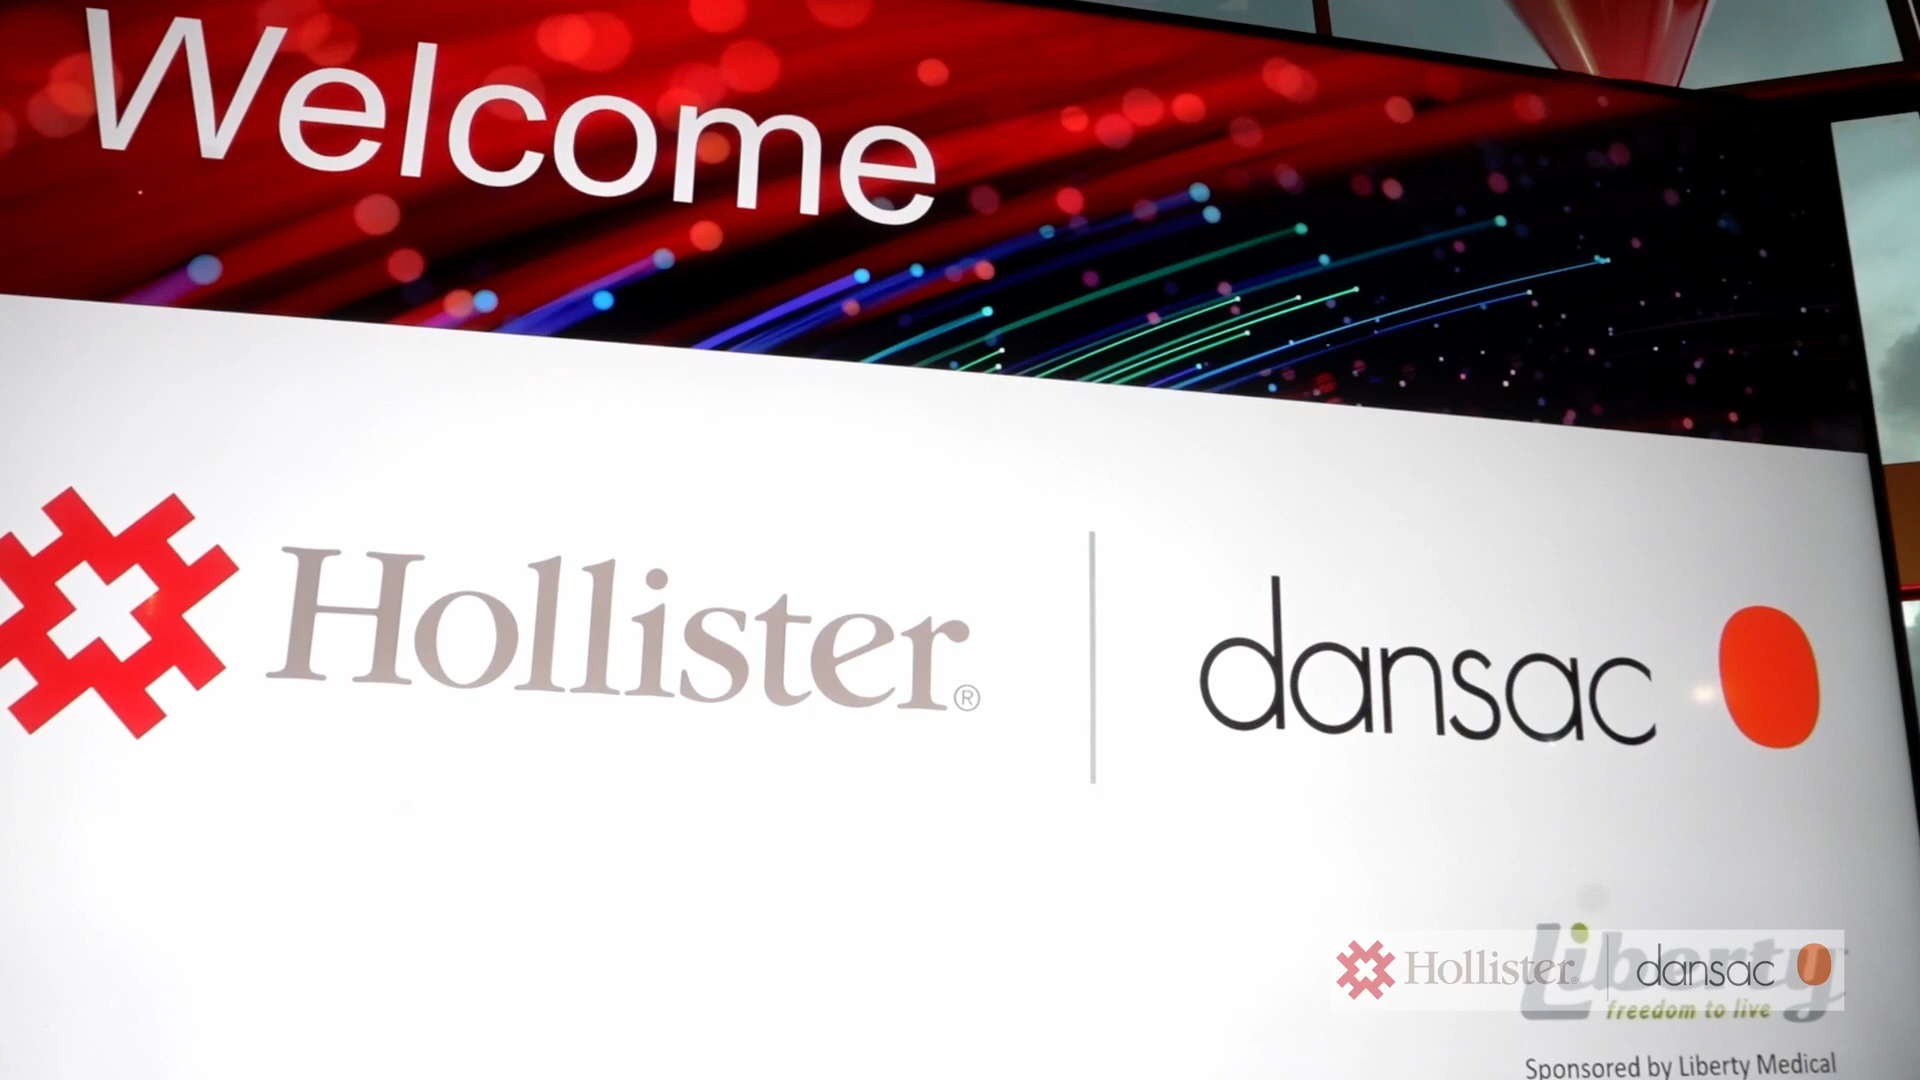 Welcome
Hollister®
dansac
Liberty
Hollister® dansac
freedom to live
Sponsored by Liberty Medical